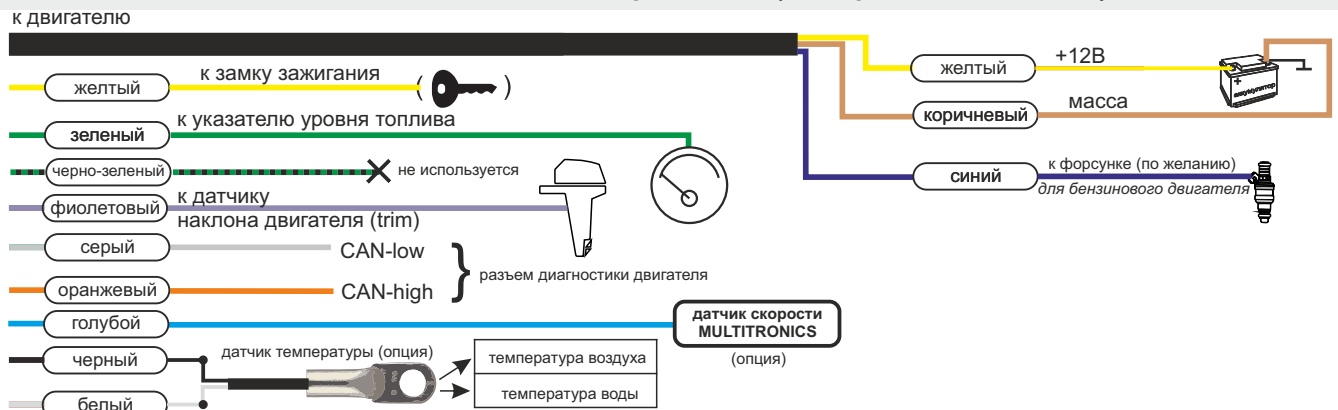 к двигателю
желтый
к замку зажигания
( )
зеленый
к указателю уровня топлива
черно-зеленый
не используется
фиолетовый
к датчику
наклона двигателя (trim)
серый
CAN-low
оранжевый
CAN-high
разъем диагностики двигателя
голубой
датчик скорости
MULTITRONICS
(опция)
черный
белый
датчик температуры (опция)
температура воздуха
температура воды
желтый
+12В
+
аккумулятор
коричневый
масса
синий
к форсунке (по желанию)
для бензинового двигателя